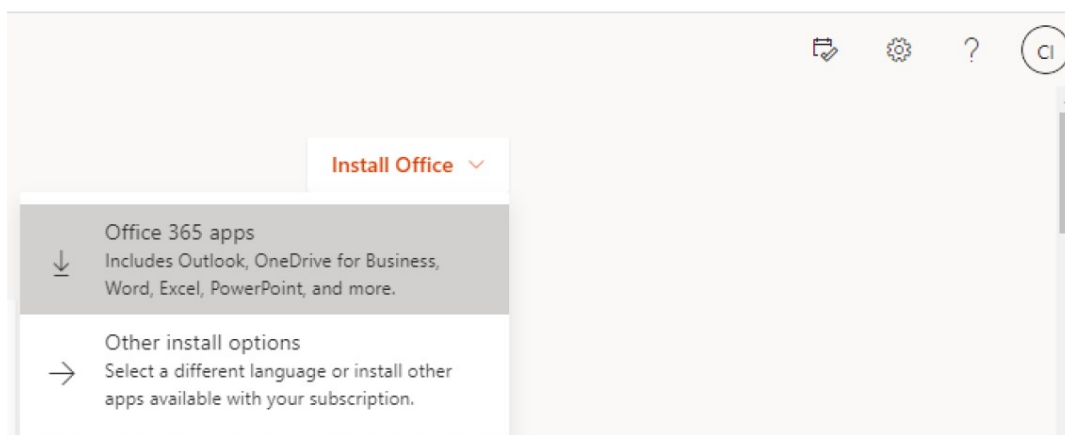 ?
CI
Install Office
Office 365 apps
Includes Outlook, OneDrive for Business,
Word, Excel, PowerPoint, and more.
Other install options
Select a different language or install other
apps available with your subscription.